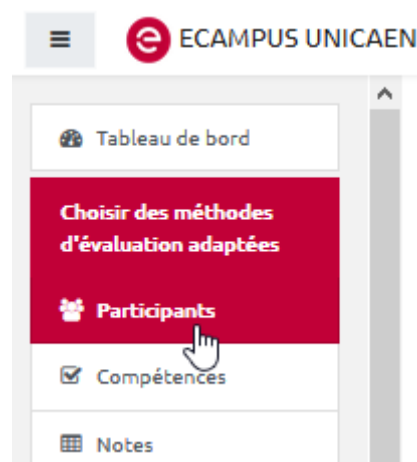 ECAMPUS UNICAEN
Tableau de bord
Choisir des méthodes
d'évaluation adaptées
Participants
Compétences
Notes